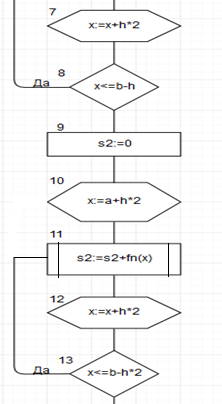 7
x:=x+h*2
8
Да
x<=b-h
9
s2:=0
10
x:=a+h*2
11
s2:=s2+fn(x)
12
x:=x+h*2
13
Да
x<=b-h*2